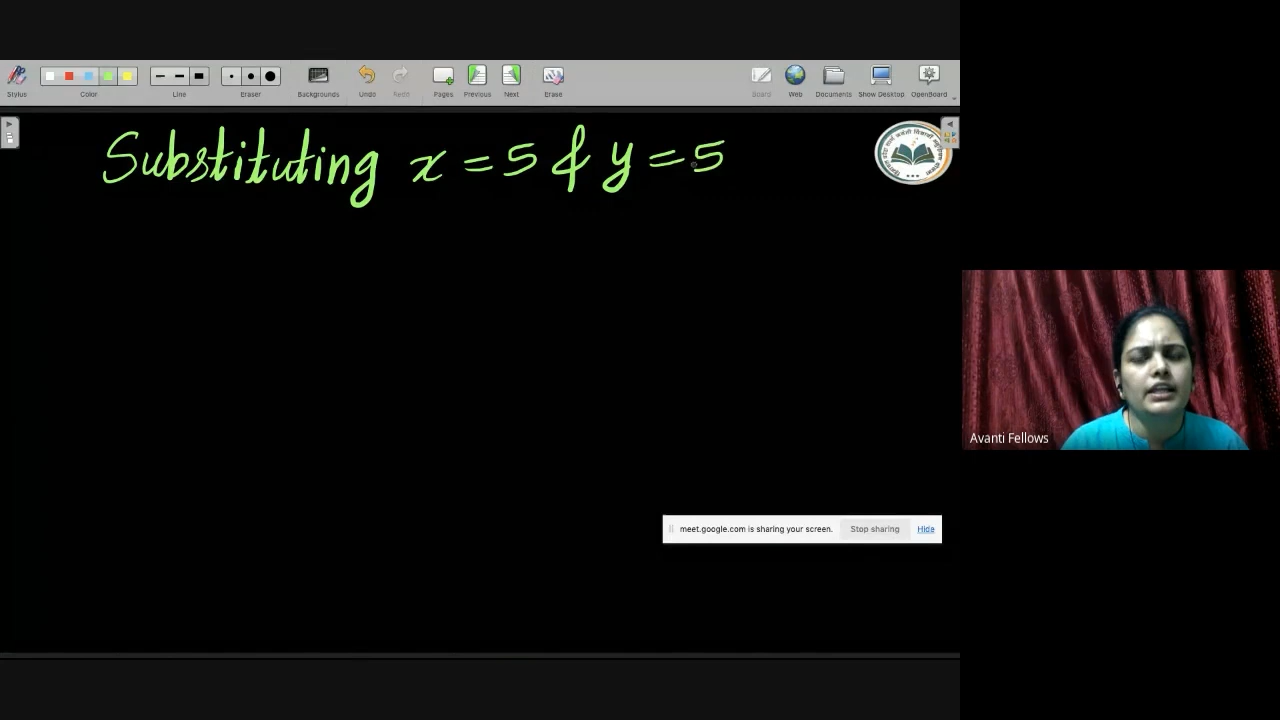 Stylus Color Line Eraser Backgrounds Undo Redo Pages Previous Next Erase Board Web Documents Show Desktop OpenBoard
Substituting x = 5 & y = 5
Avanti Fellows
meet.google.com is sharing your screen. Stop sharing Hide